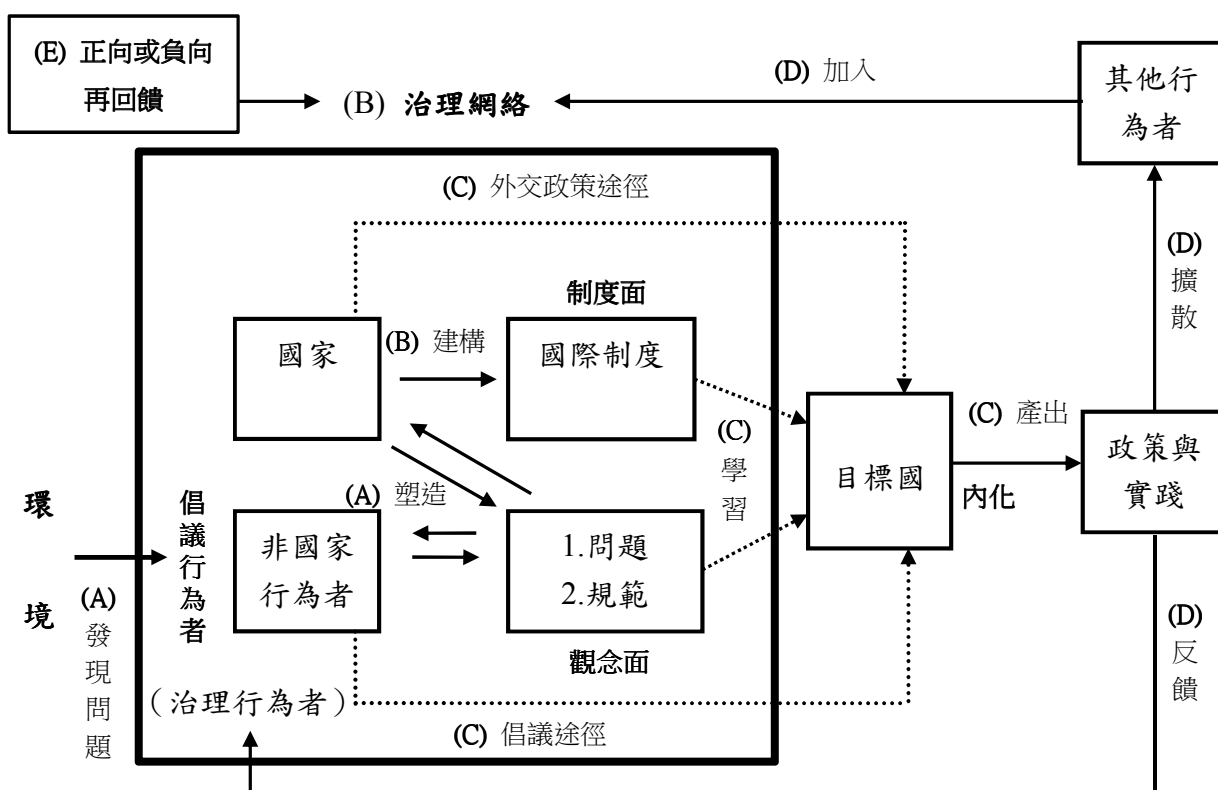 (E) 正向或負向
再回饋
(B) 治理網絡
(D) 加入
其他行
為者
(C) 外交政策途徑
制度面
國家
(B) 建構
國際制度
(D)
擴
散
(C)
學
習
目標國
(C) 產出
內化
政策與
實踐
環
境
(A)
發
現
問
題
倡
議
行
為
者
(A) 塑造
非國家
行為者
1.問題
2.規範
觀念面
(治理行為者)
(C) 倡議途徑
(D)
反
饋